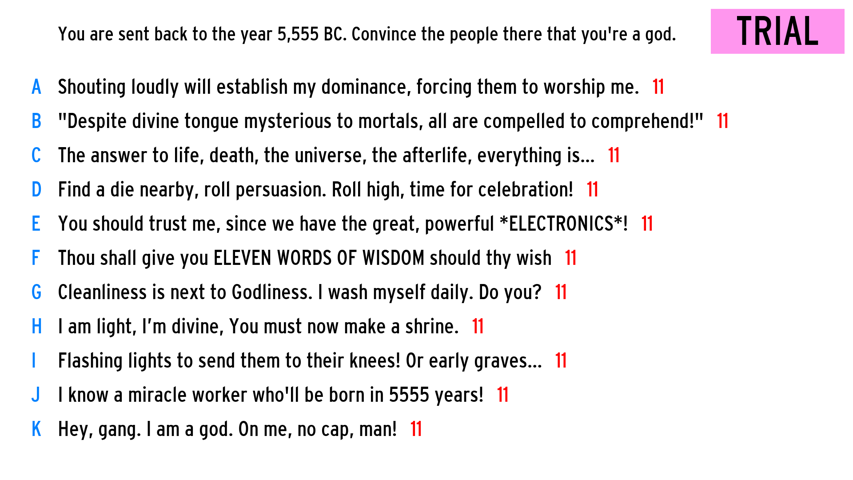 You are sent back to the year 5,555 BC. Convince the people there that you're a god.
TRIAL
A Shouting loudly will establish my dominance, forcing them to worship me. 11
B "Despite divine tongue mysterious to mortals, all are compelled to comprehend!" 11
C The answer to life, death, the universe, the afterlife, everything is... 11
D Find a die nearby, roll persuasion. Roll high, time for celebration! 11
E You should trust me, since we have the great, powerful *ELECTRONICS*! 11
F Thou shall give you ELEVEN WORDS OF WISDOM should thy wish 11
G Cleanliness is next to Godliness. I wash myself daily. Do you? 11
H I am light, I’m divine, You must now make a shrine. 11
I Flashing lights to send them to their knees! Or early graves... 11
J I know a miracle worker who'll be born in 5555 years! 11
K Hey, gang. I am a god. On me, no cap, man! 11